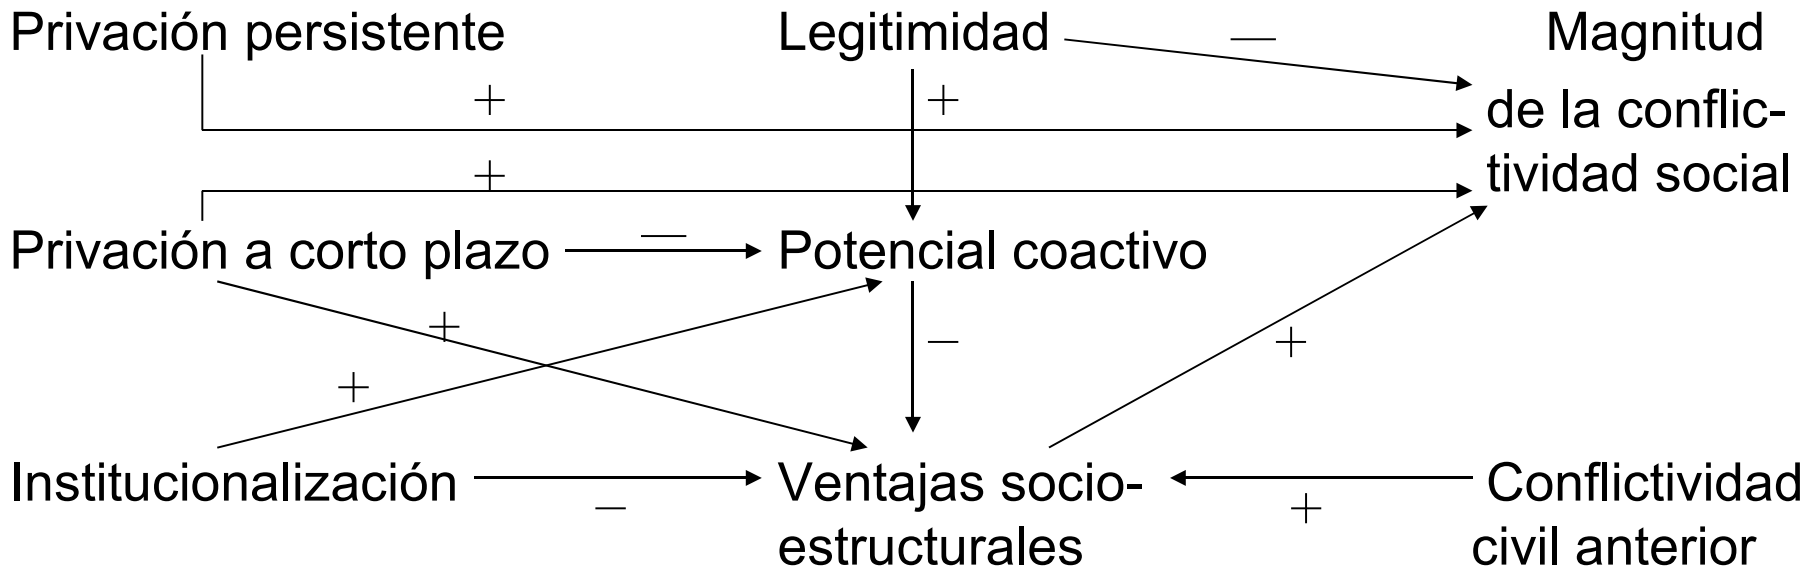 Privación persistente
Legitimidad
—
Magnitud
de la conflic-
tividad social
+
+
+
Privación a corto plazo
—
Potencial coactivo
+
–
+
+
Institucionalización
–
Ventajas socio-
estructurales
+
Conflictividad
civil anterior